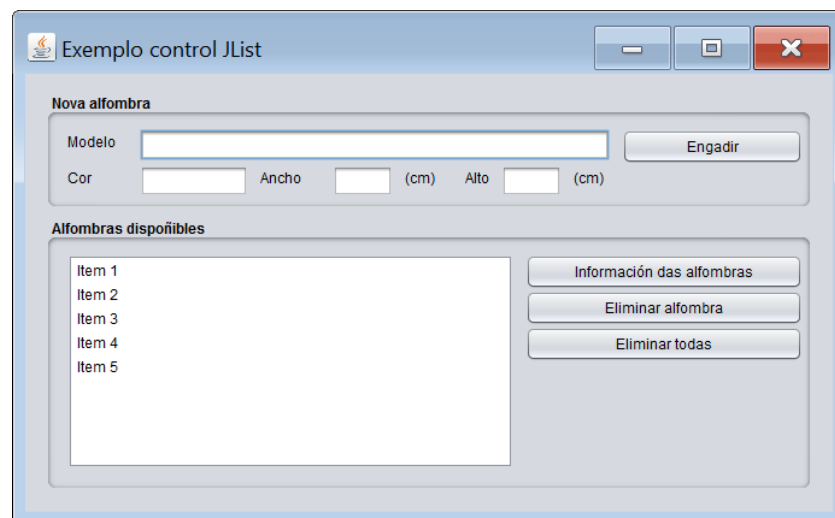 Exemplo control JList
Nova alfombra
Modelo Engadir
Cor Ancho (cm) Alto (cm)
Alfombras dispoñibles
Item 1 Información das alfombras
Item 2
Eliminar alfombra
Item 3
Item 4 Eliminar todas
Item 5